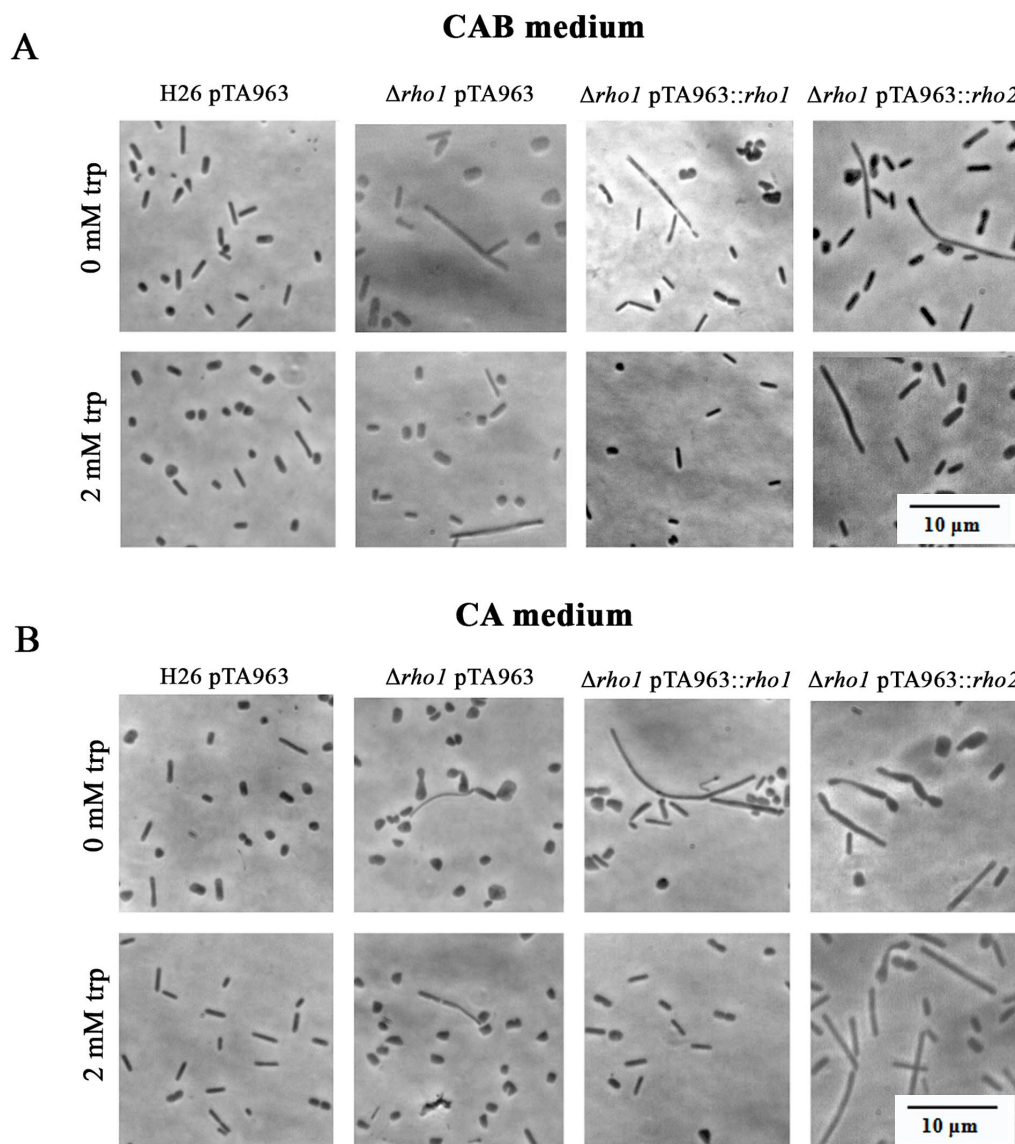 A
CAB medium
H26 pTA963 Δrho1 pTA963 Δrho1 pTA963::rho1 Δrho1 pTA963::rho2
0 mM trp
2 mM trp
10 µm
B
CA medium
H26 pTA963 Δrho1 pTA963 Δrho1 pTA963::rho1 Δrho1 pTA963::rho2
0 mM trp
2 mM trp
10 µm